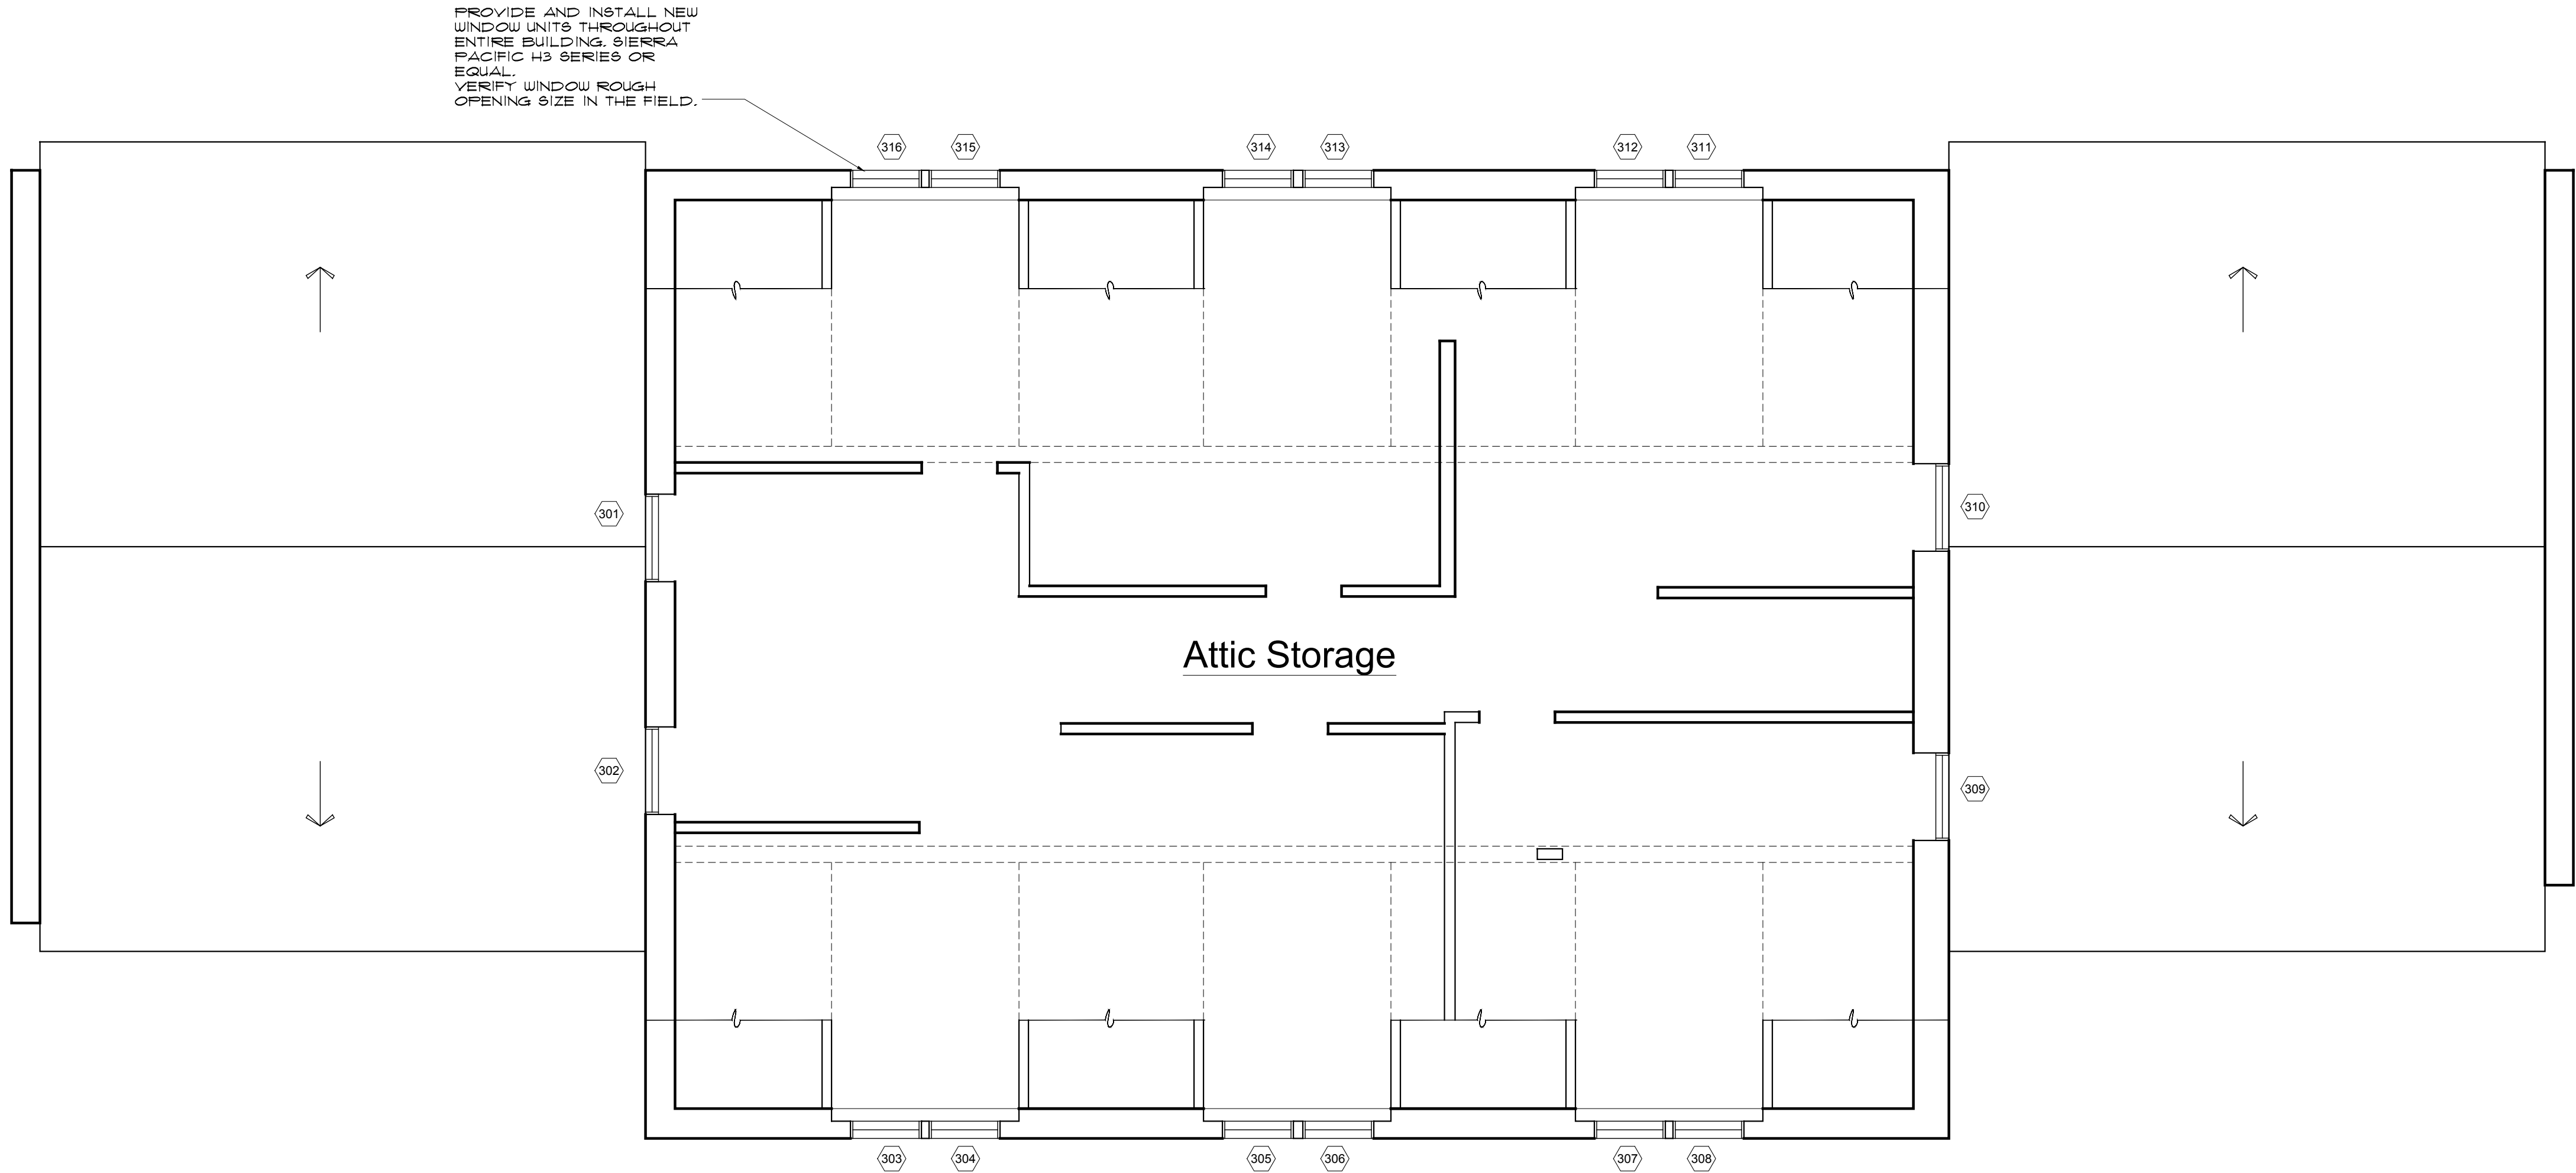 PROVIDE AND INSTALL NEW
WINDOW UNITS THROUGHOUT
ENTIRE BUILDING. SIERRA
PACIFIC H3 SERIES OR
EQUAL.
VERIFY WINDOW ROUGH
OPENING SIZE IN THE FIELD.
316 315 314 313 312 311
301 310
Attic Storage
302 309
303 304 305 306 307 308